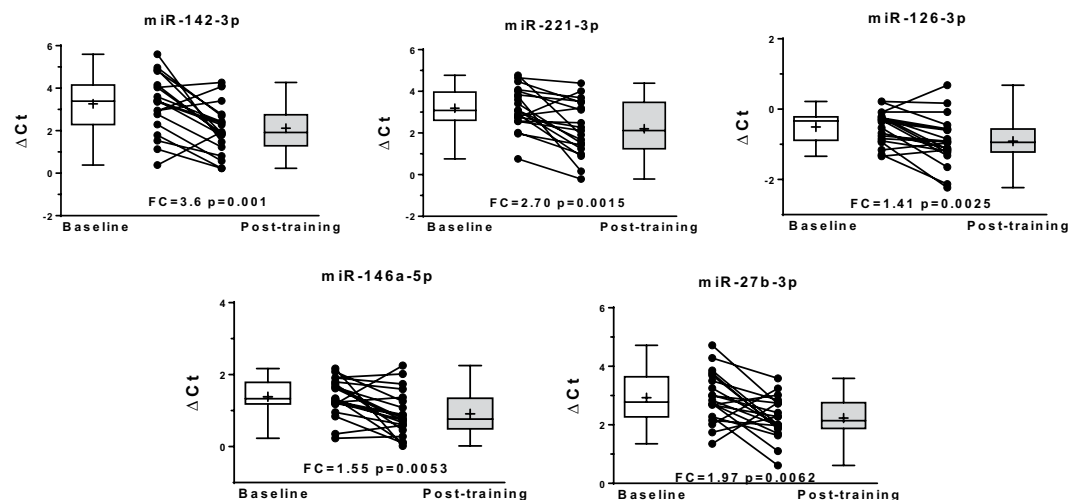 miR-142-3p
6
4
2
0
-2
ΔCt
FC=3.6 p=0.001
Baseline Post-training
miR-221-3p
6
4
2
0
-2
ΔCt
FC=2.70 p=0.0015
Baseline Post-training
miR-126-3p
2
0
-2
ΔCt
FC=1.41 p=0.0025
Baseline Post-training
miR-146a-5p
4
2
0
ΔCt
FC=1.55 p=0.0053
Baseline Post-training
miR-27b-3p
6
4
2
0
ΔCt
FC=1.97 p=0.0062
Baseline Post-training